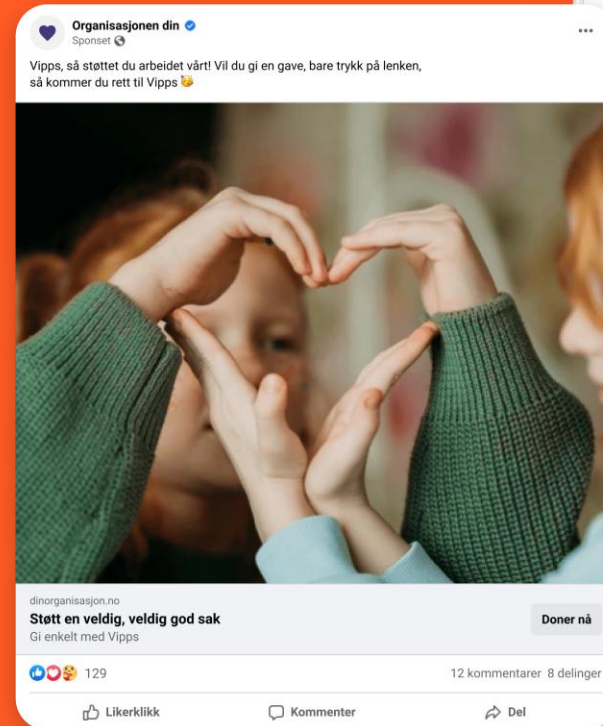 Organisasjonen din
Sponset
Vipps, så støttet du arbeidet vårt! Vil du gi en gave, bare trykk på lenken,
så kommer du rett til Vipps 🥳
dinorganisasjon.no
Støtt en veldig, veldig god sak
Gi enkelt med Vipps
Doner nå
129
12 kommentarer 8 delinger
Likerklikk
Kommenter
Del